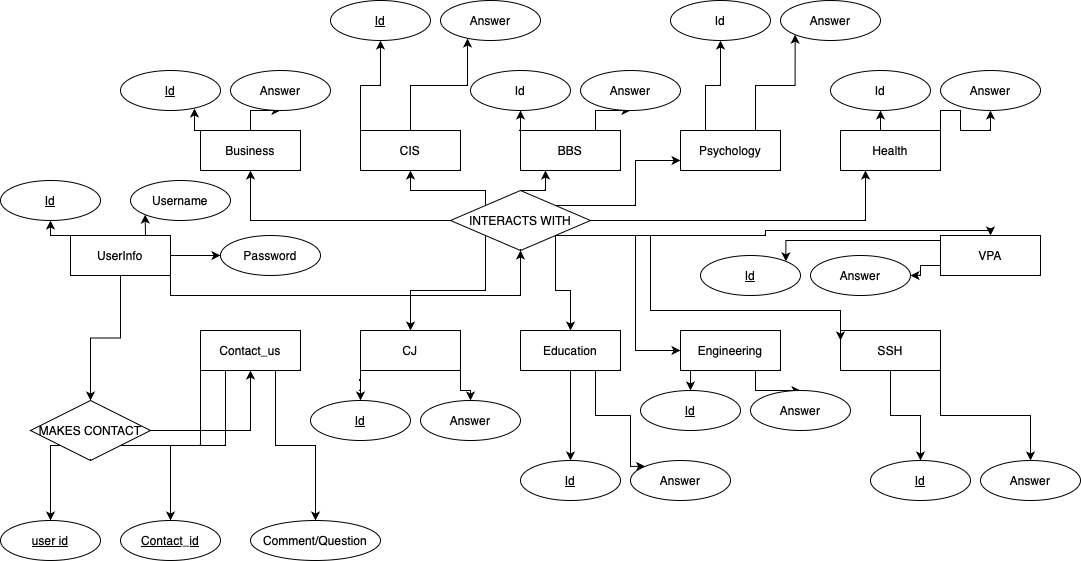 Id
Answer
Id
Answer
Id
Answer
Id
Answer
Id
Answer
Business
CIS
BBS
Psychology
Health
Id
Username
INTERACTS WITH
UserInfo
Password
VPA
Id
Answer
Contact_us
CJ
Education
Engineering
SSH
Id
Answer
Id
Answer
MAKES CONTACT
Id
Answer
Id
Answer
user id
Contact_id
Comment/Question